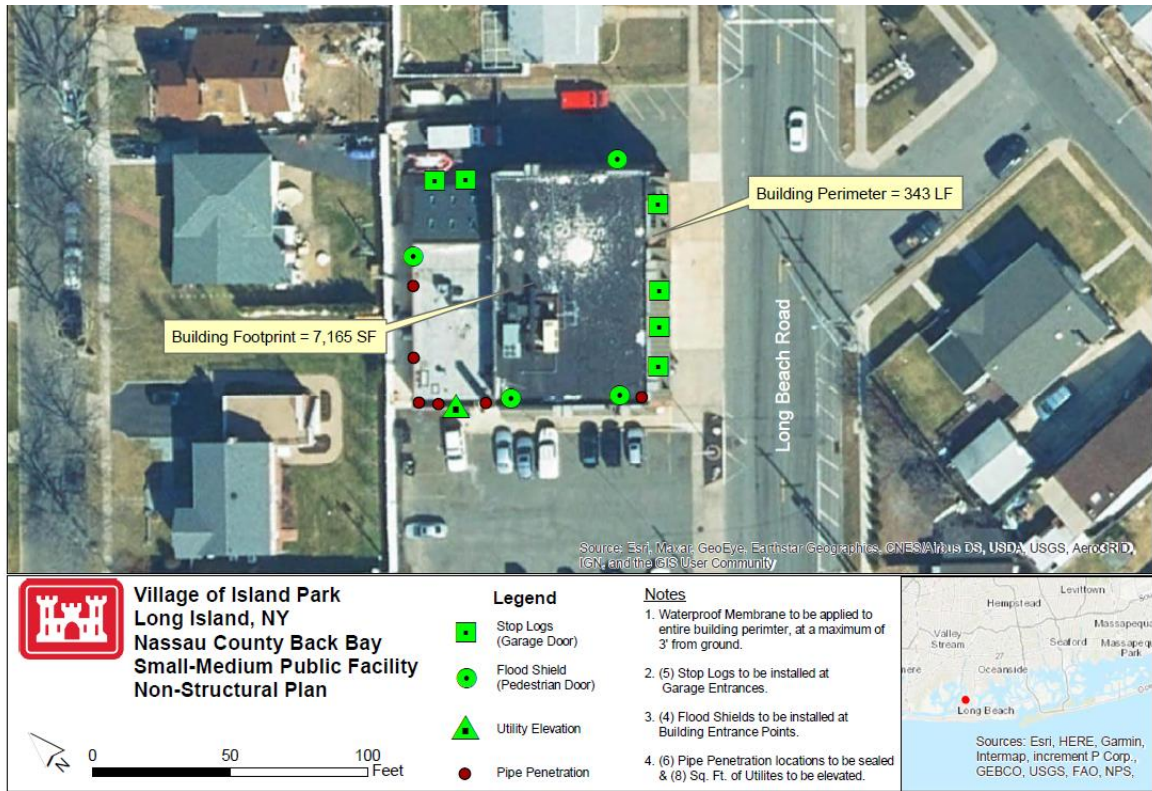 Building Perimeter = 343 LF
Building Footprint = 7,165 SF
Long Beach Road
Source: Esri, Maxar, GeoEye, Earthstar Geographics, CNES/Airbus DS, USDA, USGS, AeroGRID,
IGN, and the GIS User Community
Village of Island Park
Long Island, NY
Nassau County Back Bay
Small-Medium Public Facility
Non-Structural Plan
N
0 50 100
Feet
Legend
Stop Logs
(Garage Door)
Flood Shield
(Pedestrian Door)
Utility Elevation
Pipe Penetration
Notes
1. Waterproof Membrane to be applied to
entire building perimter, at a maximum of
3' from ground.
2. (5) Stop Logs to be installed at
Garage Entrances.
3. (4) Flood Shields to be installed at
Building Entrance Points.
4. (6) Pipe Penetration locations to be sealed
& (8) Sq. Ft. of Utilites to be elevated.
Levittown
Hempstead
Massapequa
Valley
Stream
Seaford
Massapequ
Park
27
Oceanside
nere
Long Beach
Sources: Esri, HERE, Garmin,
Intermap, increment P Corp.,
GEBCO, USGS, FAO, NPS,